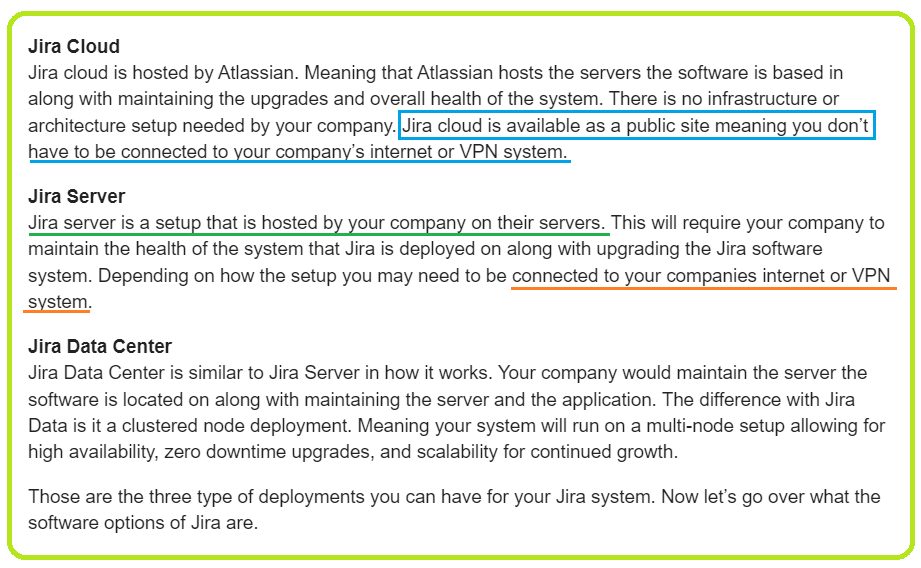 Jira Cloud
Jira cloud is hosted by Atlassian. Meaning that Atlassian hosts the servers the software is based in
along with maintaining the upgrades and overall health of the system. There is no infrastructure or
architecture setup needed by your company. Jira cloud is available as a public site meaning you don’t
have to be connected to your company’s internet or VPN system.
Jira Server
Jira server is a setup that is hosted by your company on their servers. This will require your company to
maintain the health of the system that Jira is deployed on along with upgrading the Jira software
system. Depending on how the setup you may need to be connected to your companies internet or VPN
system.
Jira Data Center
Jira Data Center is similar to Jira Server in how it works. Your company would maintain the server the
software is located on along with maintaining the server and the application. The difference with Jira
Data is it a clustered node deployment. Meaning your system will run on a multi-node setup allowing for
high availability, zero downtime upgrades, and scalability for continued growth.
Those are the three type of deployments you can have for your Jira system. Now let’s go over what the
software options of Jira are.